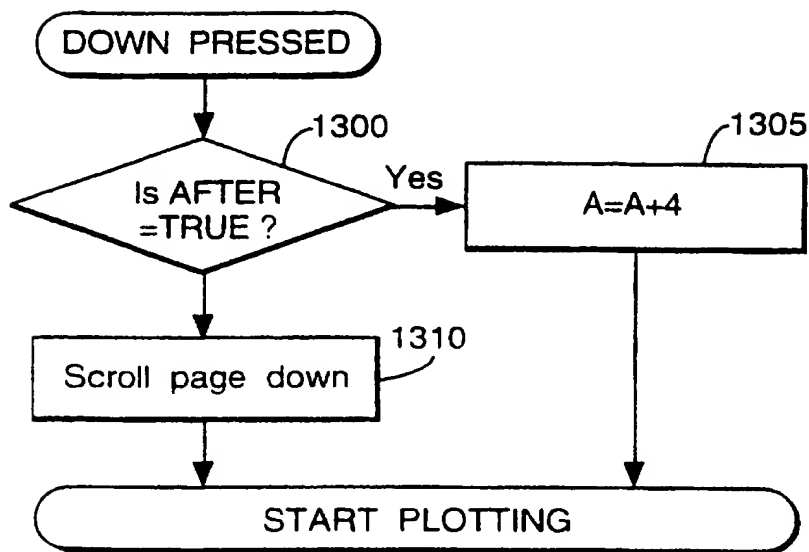 DOWN PRESSED
1300
Is AFTER
=TRUE ?
Yes
1305
A=A+4
1310
Scroll page down
START PLOTTING